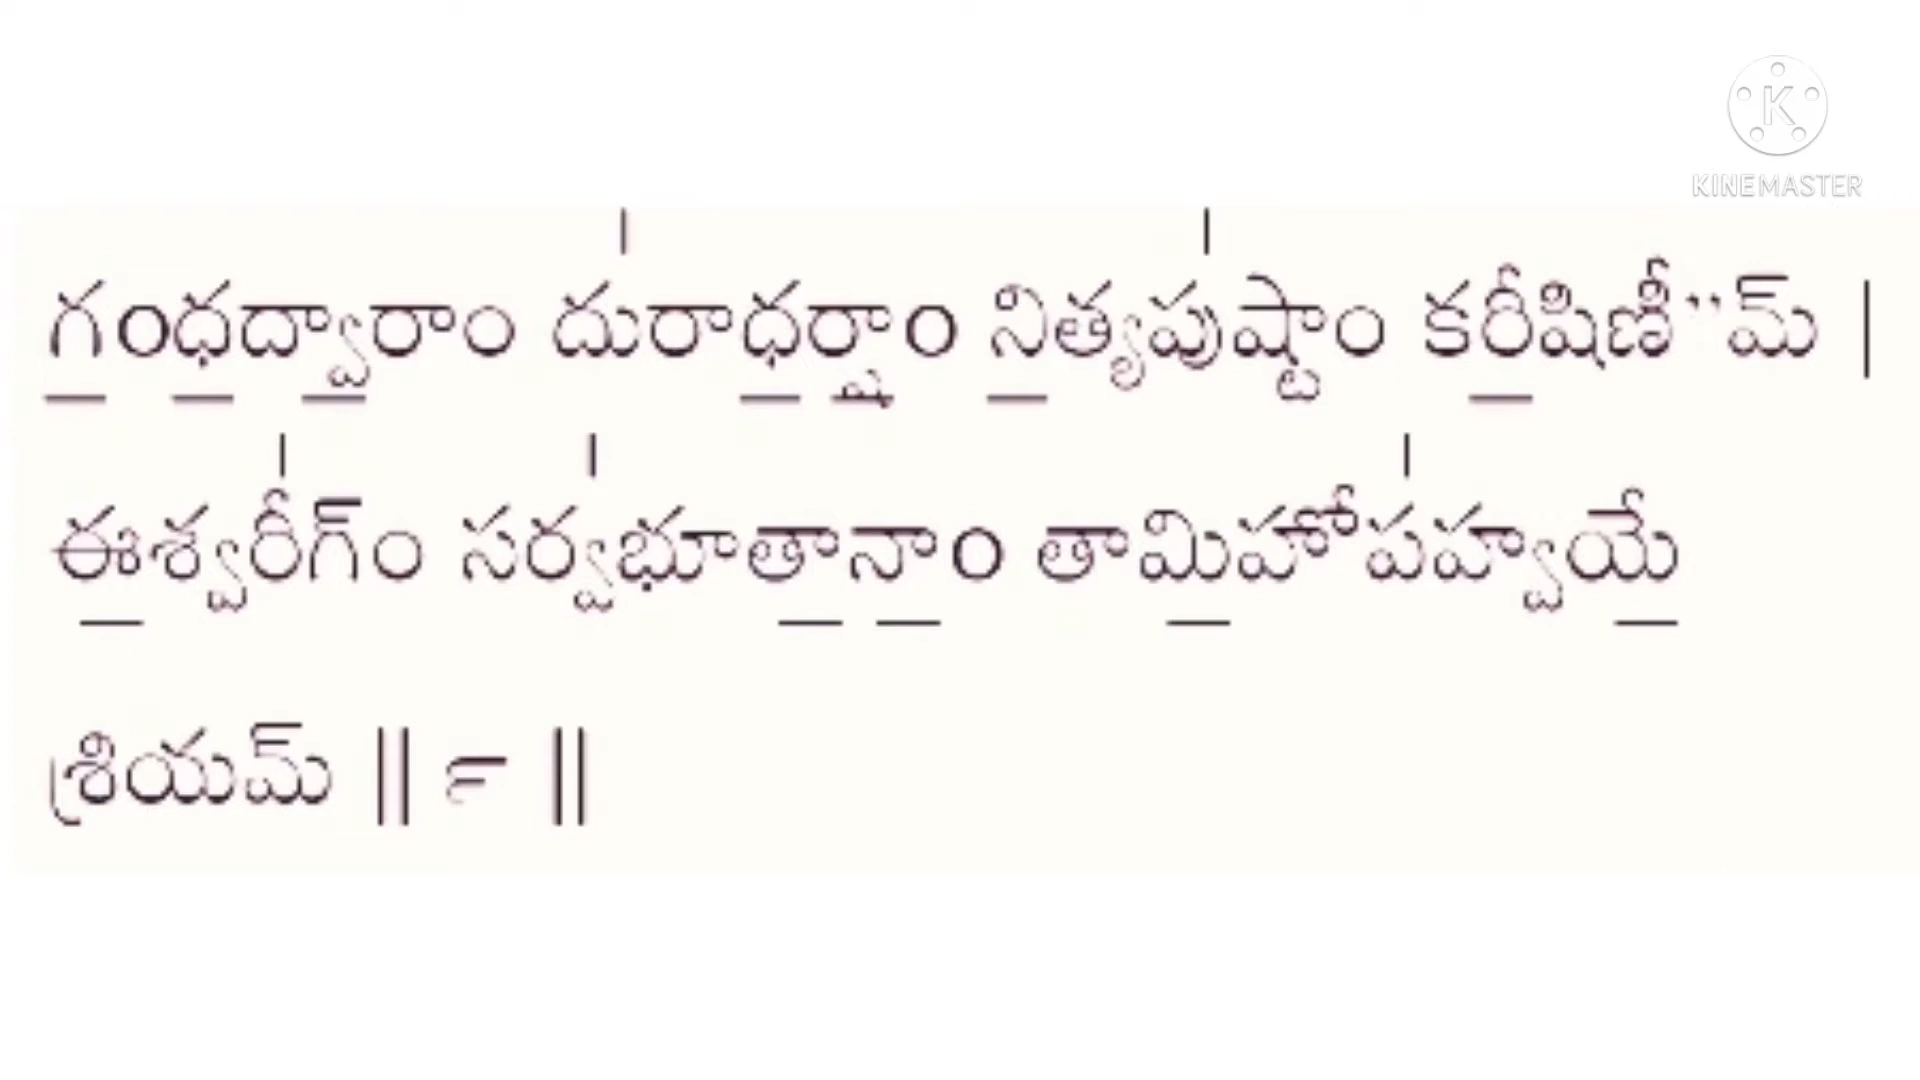 KINEMASTER
గంధద్వారాం దురాధర్షాం నిత్యపుష్టాం కరీషిణీ''మ్ |
ఈశ్వరీగ్ం సర్వభూతానాం తామిహోపహ్వయే
శ్రియమ్ || ౯ ||